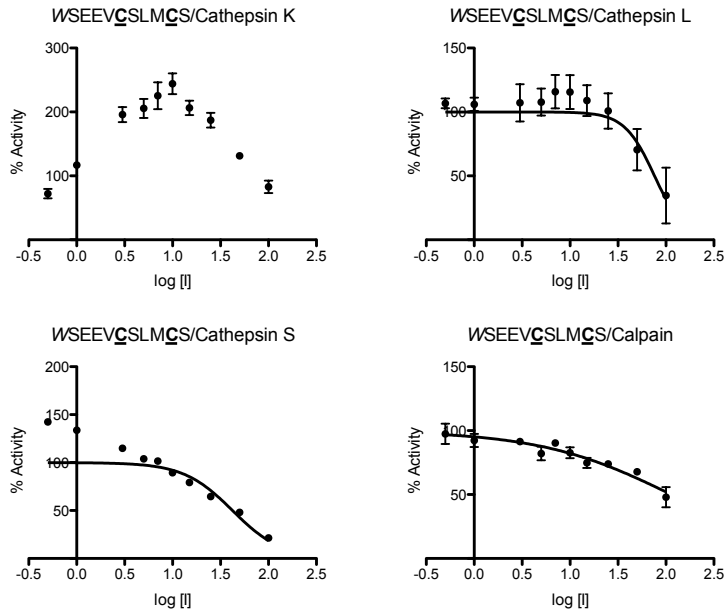 WSEEVCSLMCS/Cathepsin K
300
200
100
0
% Activity
-0.5 0.0 0.5 1.0 1.5 2.0 2.5
log [I]
WSEEVCSLMCS/Cathepsin L
150
100
50
0
% Activity
-0.5 0.0 0.5 1.0 1.5 2.0 2.5
log [I]
WSEEVCSLMCS/Cathepsin S
200
150
100
50
0
% Activity
-0.5 0.0 0.5 1.0 1.5 2.0 2.5
log [I]
WSEEVCSLMCS/Calpain
150
100
50
0
% Activity
-0.5 0.0 0.5 1.0 1.5 2.0 2.5
log [I]